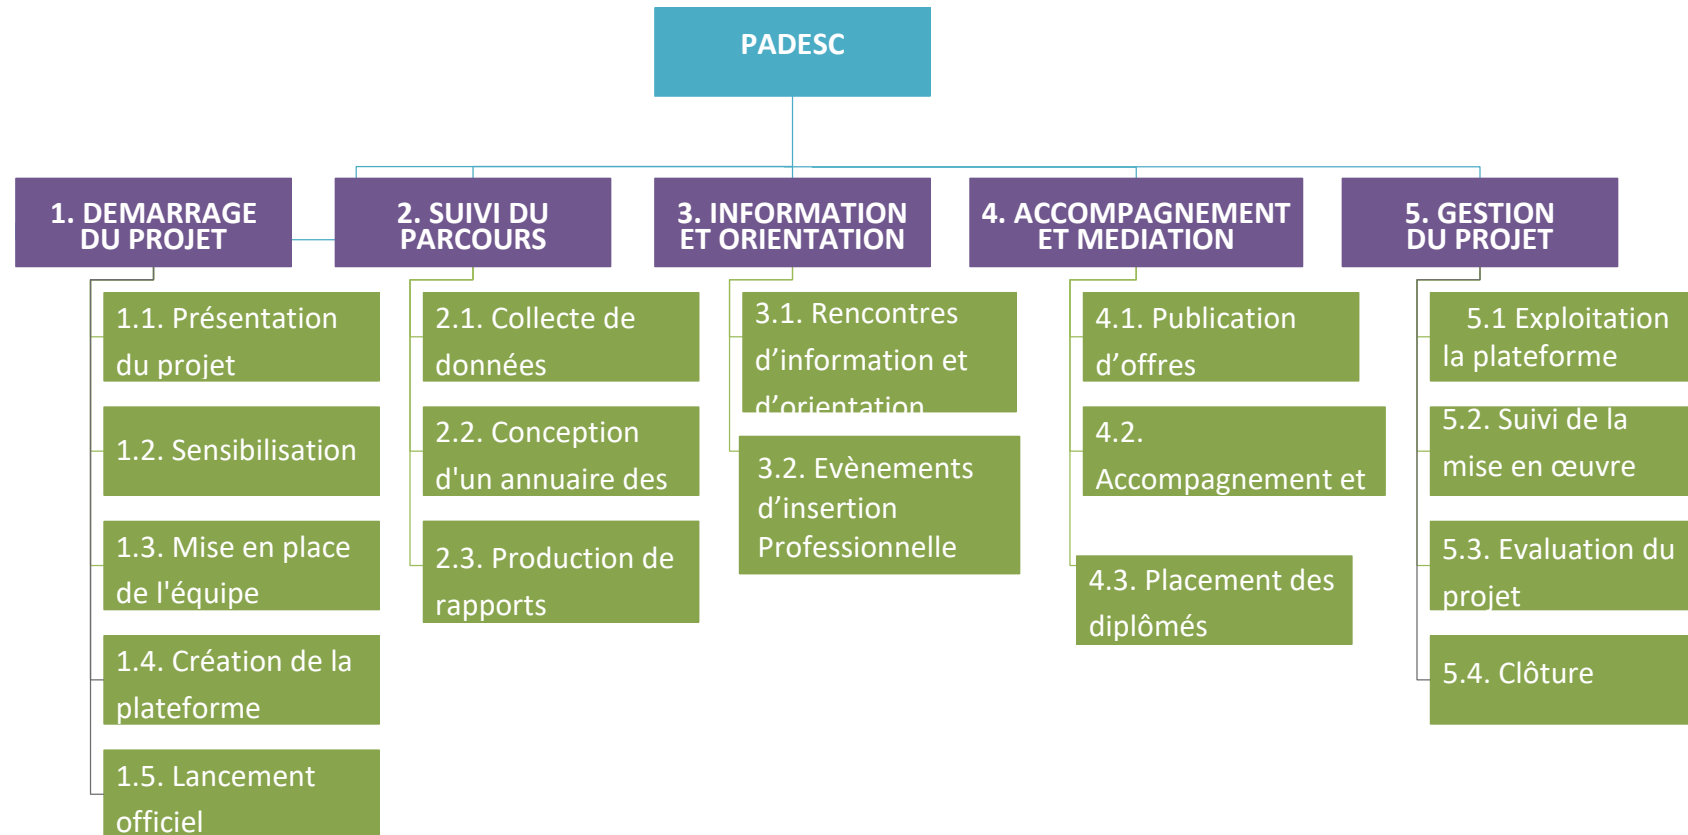 PADESC
1. DEMARRAGE
DU PROJET
1.1. Présentation
du projet
1.2. Sensibilisation
1.3. Mise en place
de l'équipe
1.4. Création de la
plateforme
1.5. Lancement
officiel
2. SUIVI DU
PARCOURS
2.1. Collecte de
données
2.2. Conception
d'un annuaire des
2.3. Production de
rapports
3. INFORMATION
ET ORIENTATION
3.1. Rencontres
d’information et
d’orientation
3.2. Evènements
d’insertion
Professionnelle
4. ACCOMPAGNEMENT
ET MEDIATION
4.1. Publication
d’offres
4.2.
Accompagnement et
4.3. Placement des
diplômés
5. GESTION
DU PROJET
5.1 Exploitation
la plateforme
5.2. Suivi de la
mise en œuvre
5.3. Evaluation du
projet
5.4. Clôture